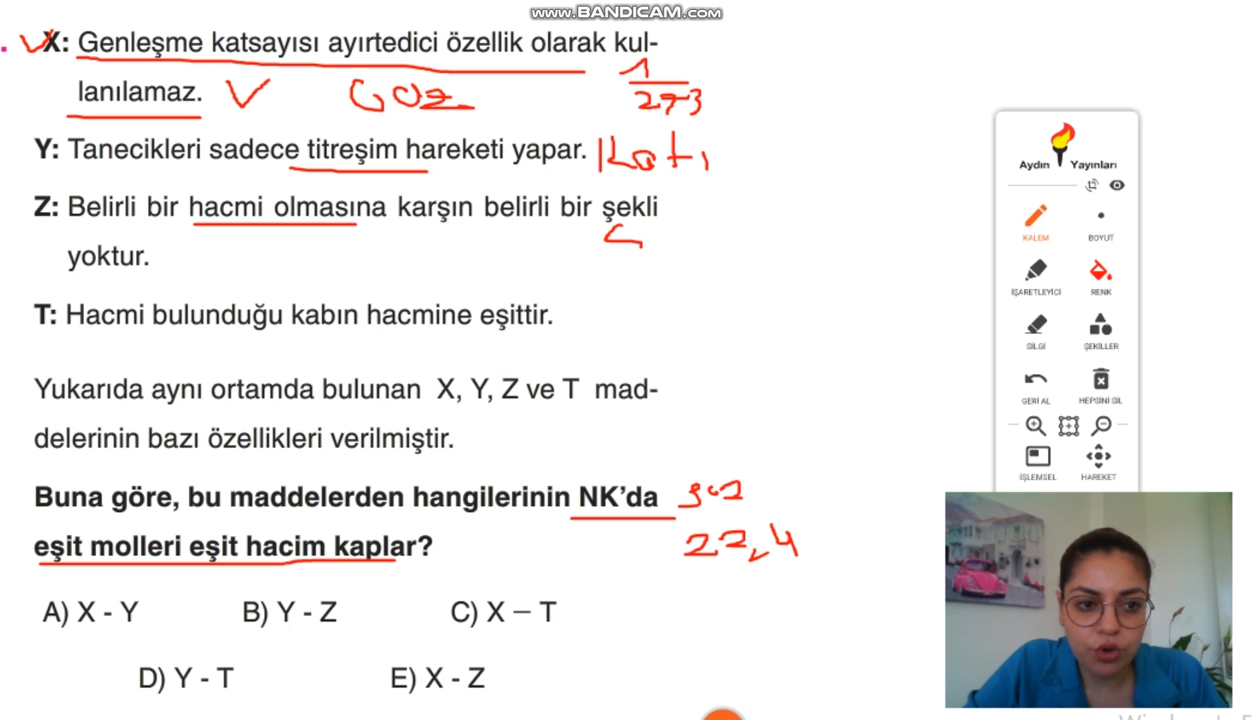 www.BANDICAM.com
X: Genleşme katsayısı ayırtedici özellik olarak kul-
lanılamaz.
Goz
1
273
Y: Tanecikleri sadece titreşim hareketi yapar.
Katı
Z: Belirli bir hacmi olmasına karşın belirli bir şekli
yoktur.
T: Hacmi bulunduğu kabın hacmine eşittir.
Yukarıda aynı ortamda bulunan X, Y, Z ve T mad-
delerinin bazı özellikleri verilmiştir.
Buna göre, bu maddelerden hangilerinin NK'da
eşit molleri eşit hacim kaplar?
22,4
A) X - Y
B) Y - Z
C) X – T
D) Y - T
E) X - Z
Aydın Yayınları
KALEM
BOYUT
İŞARETLEYİCİ
RENK
SİLGİ
ŞEKİLLER
GERİ AL
HEPSİNİ SİL
İŞLEMSEL
HAREKET